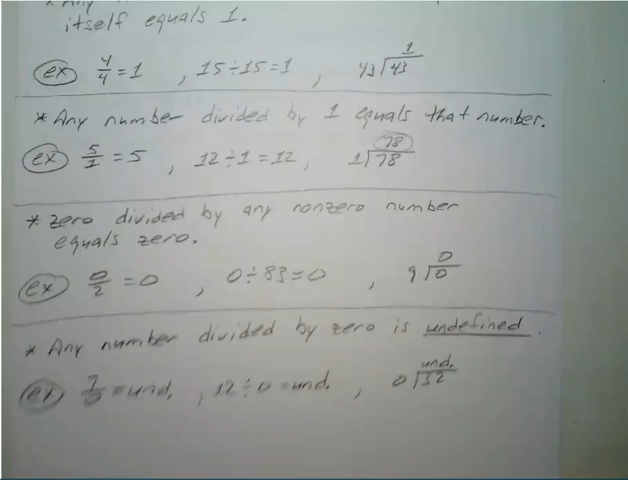 * Any
itself equals 1.
ex 4/4 = 1 , 15÷15=1 , 43⟌43 1
* Any number divided by 1 equals that number.
ex 5/1 = 5 , 12÷1=12, 1⟌78 78
* zero divided by any nonzero number
equals zero.
ex 0/2 = 0 , 0÷83=0 , 9⟌0 0
* Any number divided by zero is undefined.
ex 7/0 = und. , 12÷0=und. , 0⟌32 und.